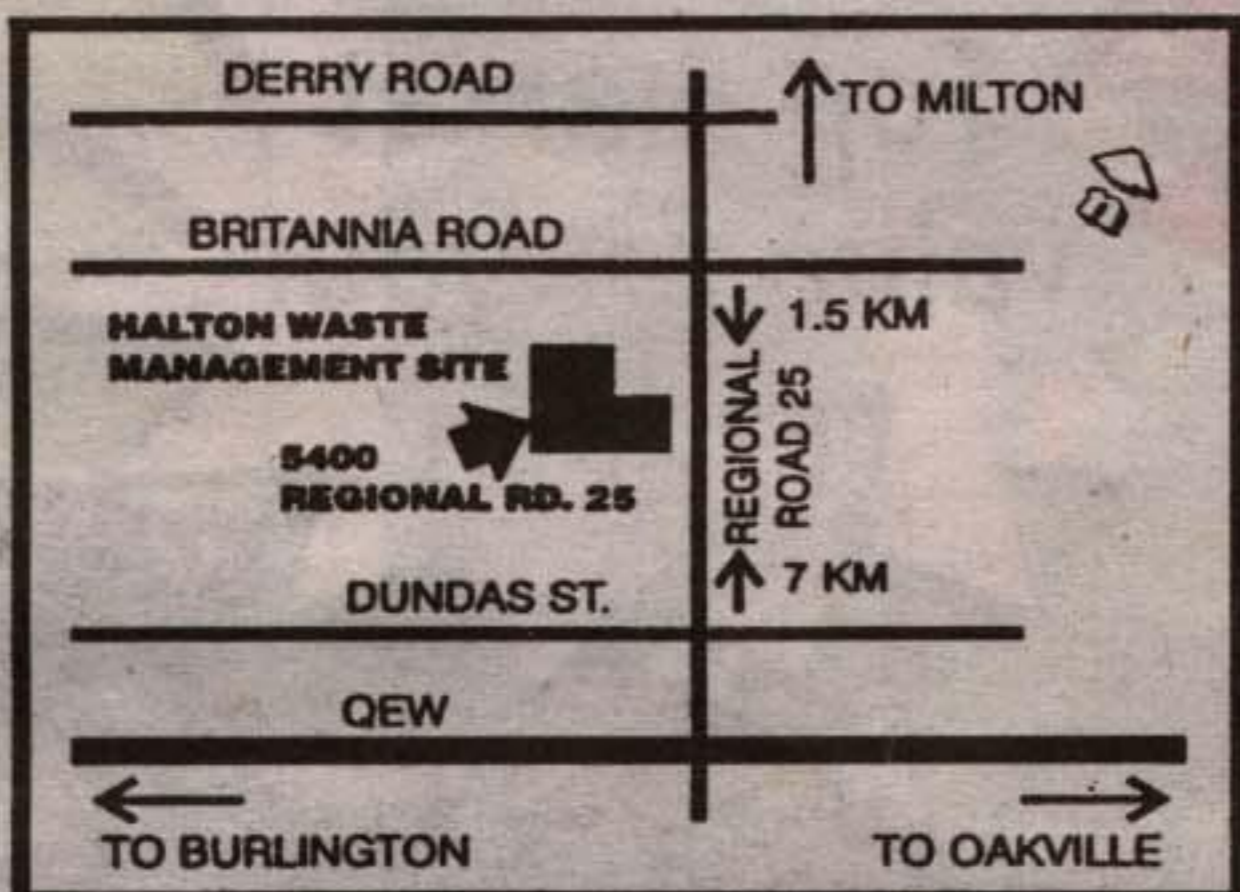 DERRY ROAD
TO MILTON
B
BRITANNIA ROAD
1.5 KM
HALTON WASTE
MANAGEMENT SITE
REGIONAL
ROAD 25
5400
REGIONAL RD. 25
7 KM
DUNDAS ST.
QEW
TO BURLINGTON
TO OAKVILLE